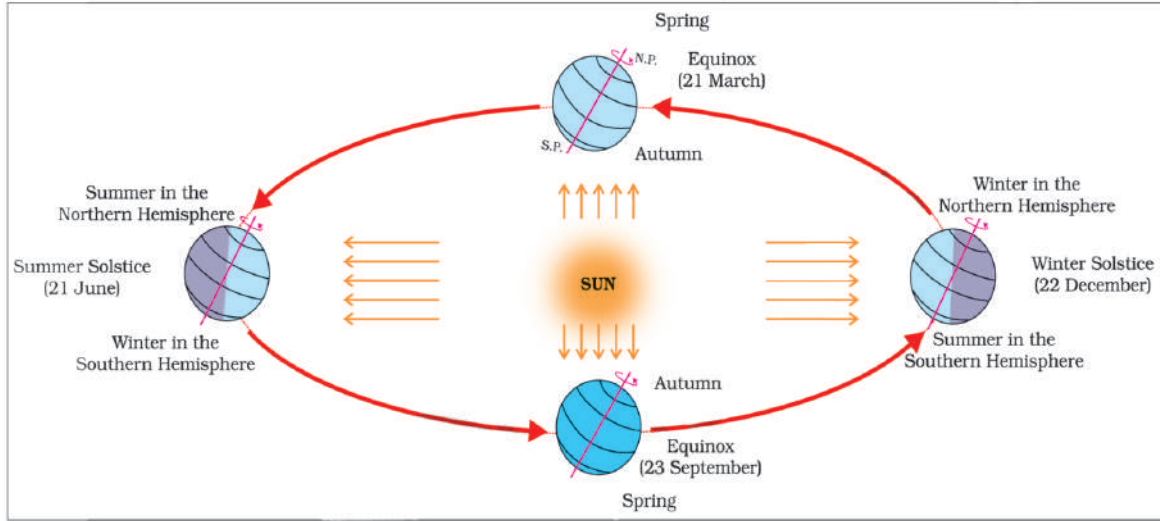 Spring
N.P.
Equinox
(21 March)
S.P.
Autumn
Summer in the
Northern Hemisphere
Winter in the
Northern Hemisphere
Summer Solstice
(21 June)
SUN
Winter Solstice
(22 December)
Winter in the
Southern Hemisphere
Summer in the
Southern Hemisphere
Autumn
Equinox
(23 September)
Spring